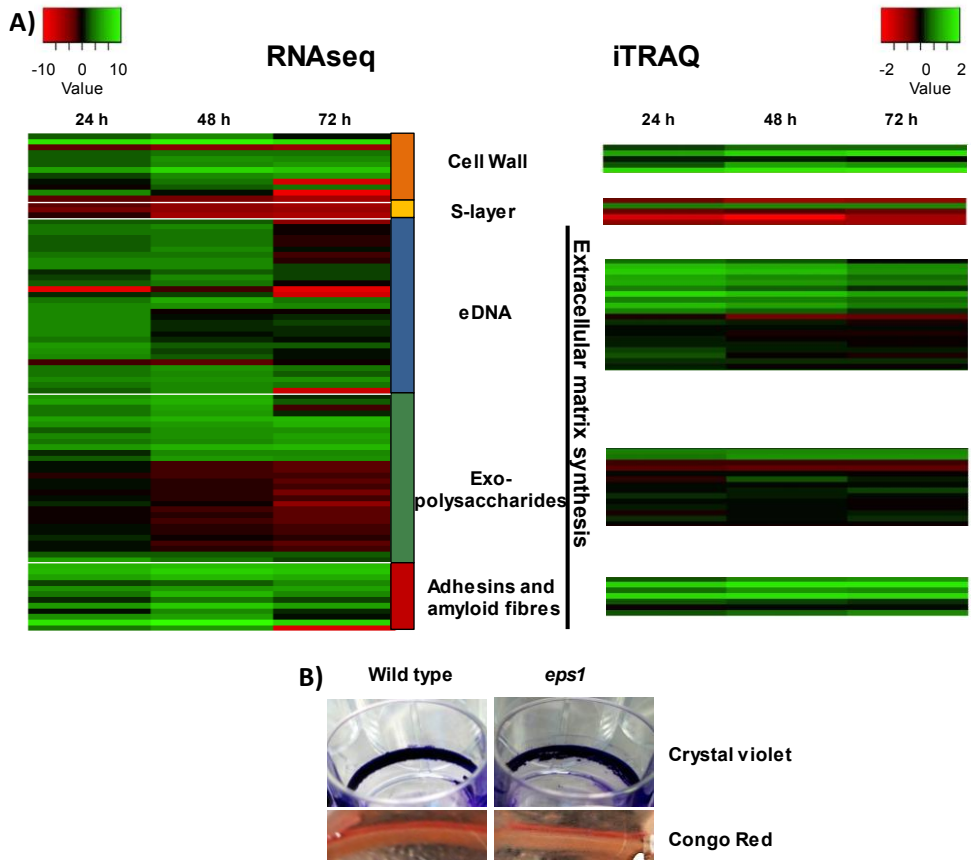 A)
-10 0 10
Value
RNAseq
iTRAQ
-2 0 2
Value
24 h 48 h 72 h
24 h 48 h 72 h
Cell Wall
S-layer
eDNA
Exo-
polysaccharides
Adhesins and
amyloid fibres
Extracellular matrix synthesis
B)
Wild type eps1
Crystal violet
Congo Red